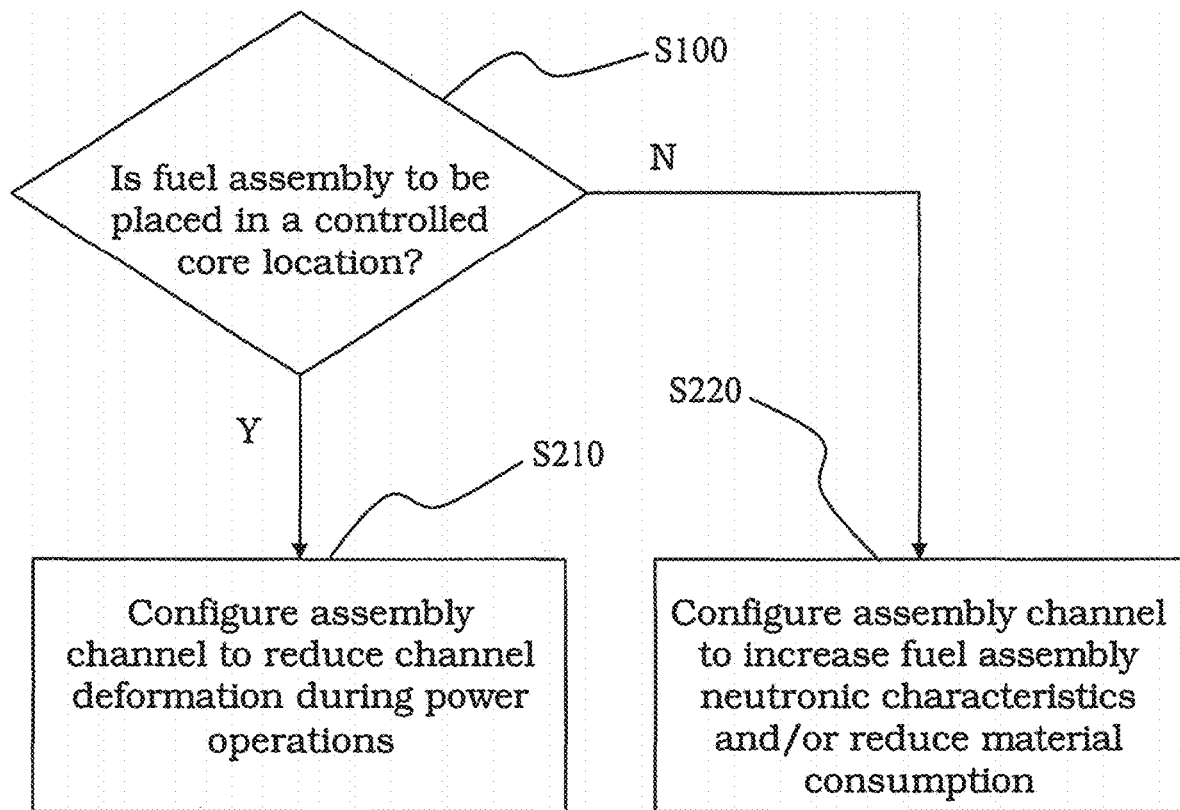 S100
Is fuel assembly to be
placed in a controlled
core location?
N
Y
S210
S220
Configure assembly
channel to reduce channel
deformation during power
operations
Configure assembly channel
to increase fuel assembly
neutronic characteristics
and/or reduce material
consumption